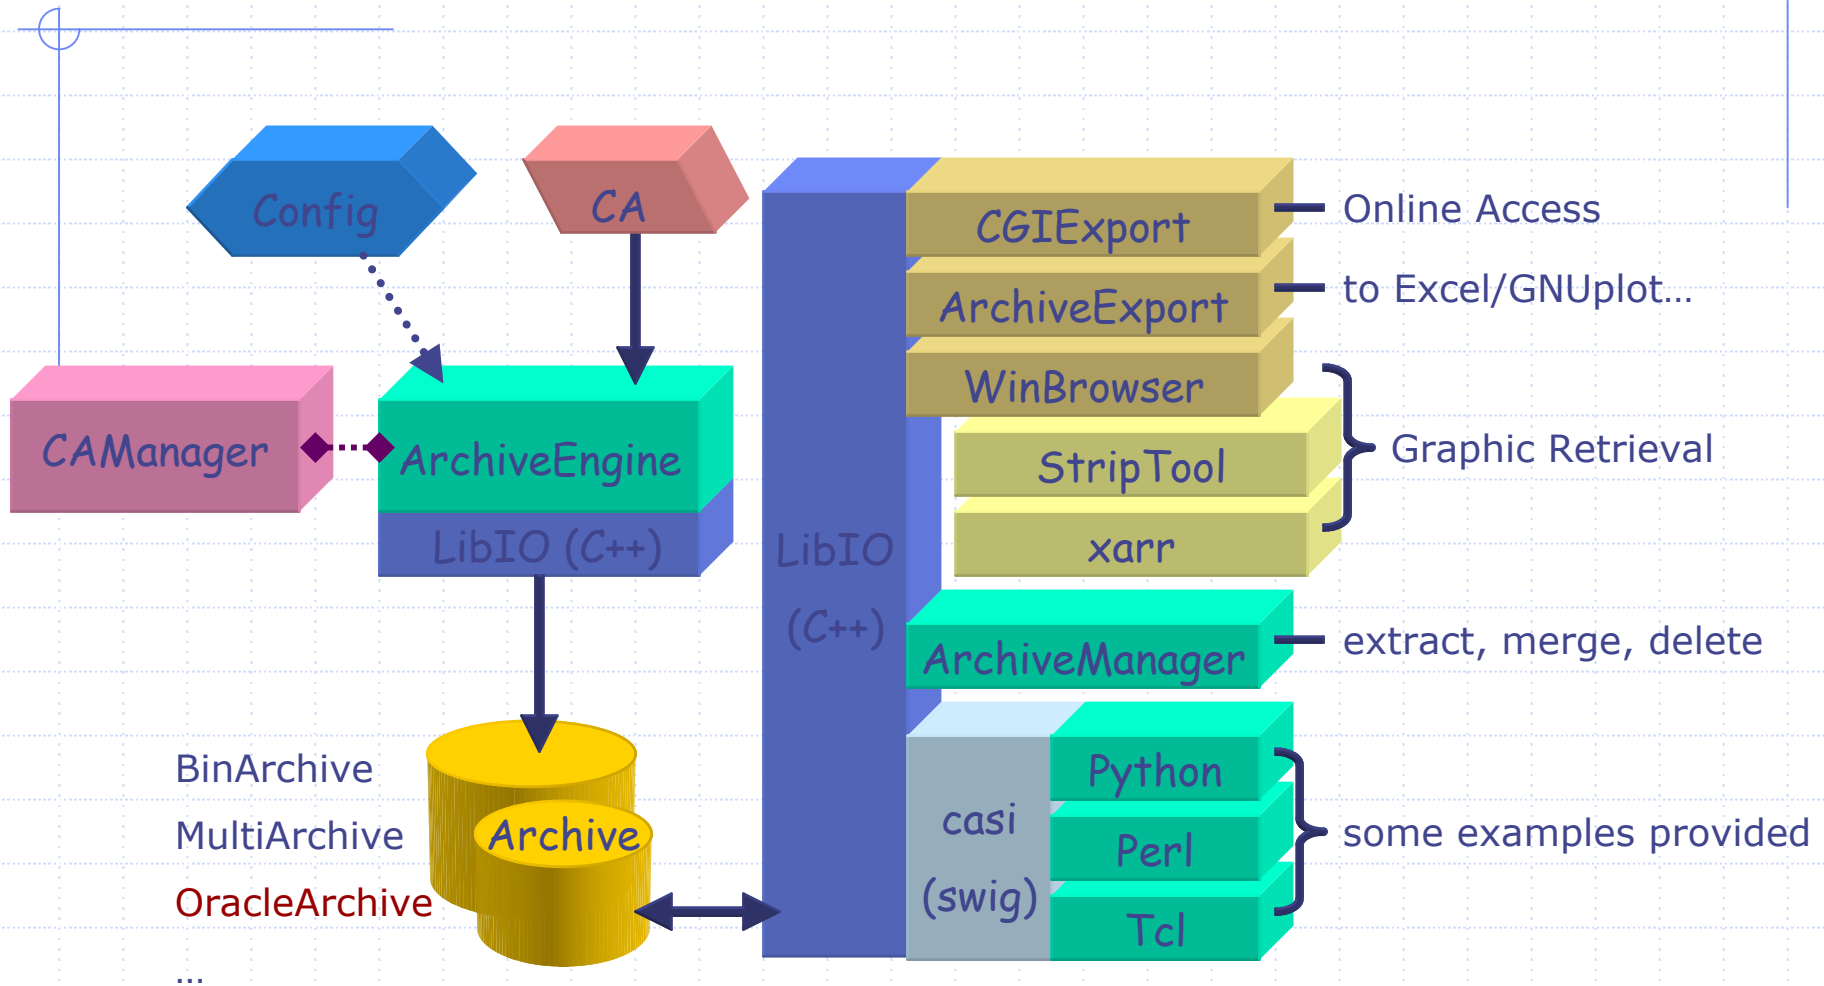 Config
CA
CAManager
ArchiveEngine
LibIO (C++)
BinArchive
MultiArchive
OracleArchive
…
Archive
LibIO
(C++)
CGIExport
Online Access
ArchiveExport
to Excel/GNUplot…
WinBrowser
StripTool
xarr
Graphic Retrieval
ArchiveManager
extract, merge, delete
casi
(swig)
Python
Perl
Tcl
some examples provided